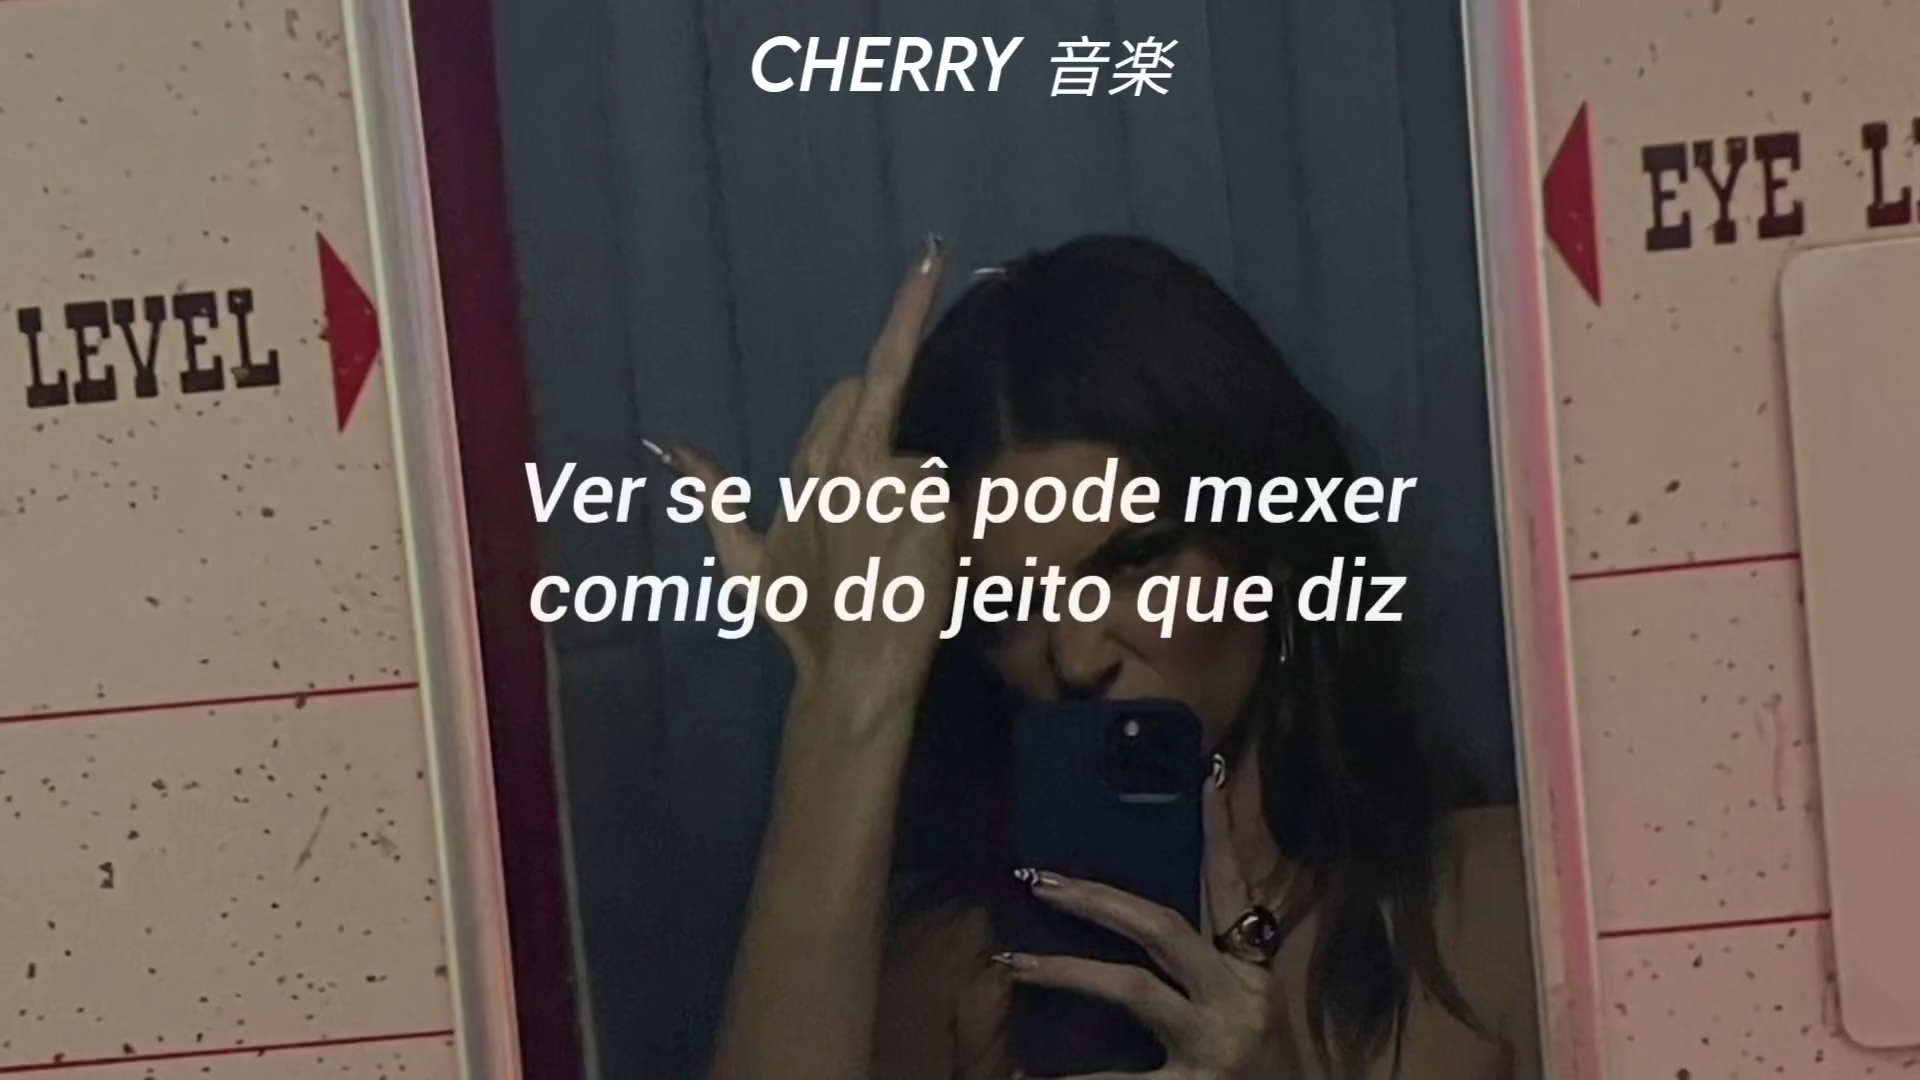 CHERRY 音楽
EYE L
LEVEL
Ver se você pode mexer
comigo do jeito que diz